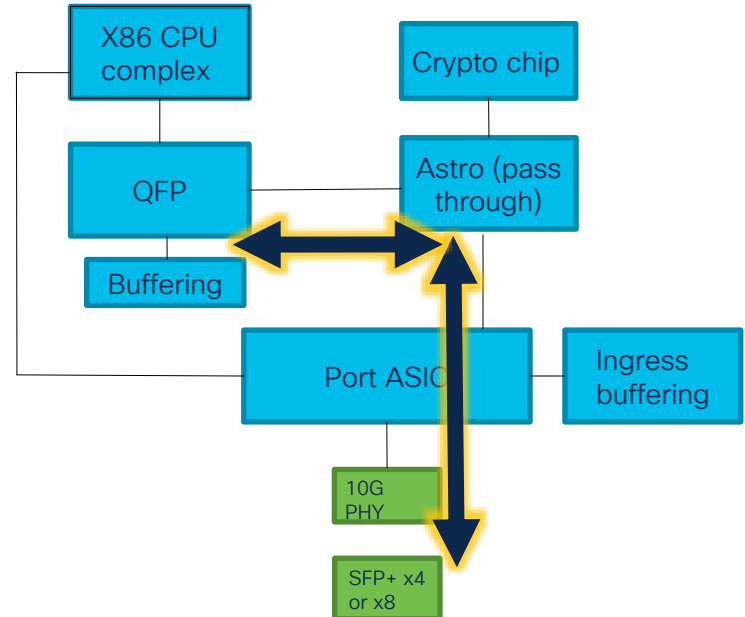 X86 CPU
complex
Crypto chip
QFP
Astro (pass
through)
Buffering
Port ASIC
Ingress
buffering
10G
PHY
SFP+ x4
or x8